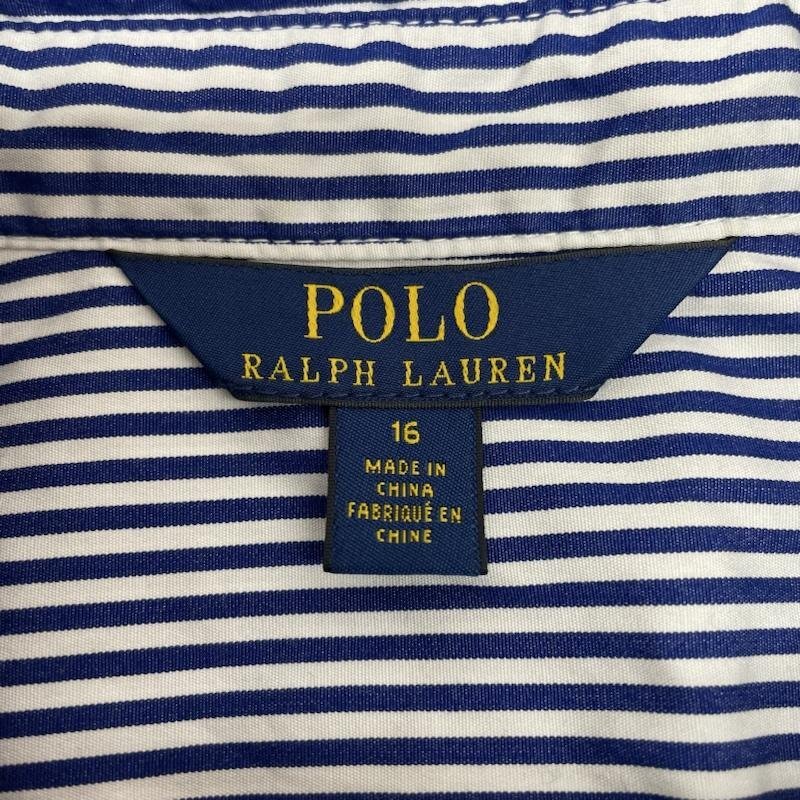 POLO
RALPH LAUREN
16
MADE IN
CHINA
FABRIQUÉ EN
CHINE